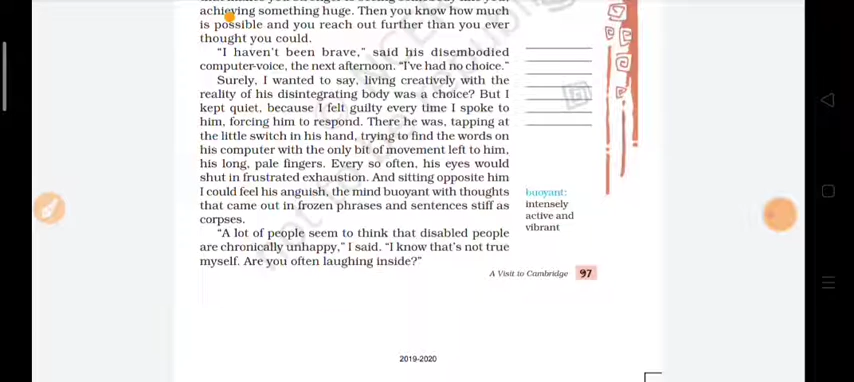 achieving something huge. Then you know how much
is possible and you reach out further than you ever
thought you could.
“I haven’t been brave,” said his disembodied
computer-voice, the next afternoon. “I’ve had no choice.”
Surely, I wanted to say, living creatively with the
reality of his disintegrating body was a choice? But I
kept quiet, because I felt guilty every time I spoke to
him, forcing him to respond. There he was, tapping at
the little switch in his hand, trying to find the words on
his computer with the only bit of movement left to him,
his long, pale fingers. Every so often, his eyes would
shut in frustrated exhaustion. And sitting opposite him
I could feel his anguish, the mind buoyant with thoughts
that came out in frozen phrases and sentences stiff as
corpses.
“A lot of people seem to think that disabled people
are chronically unhappy,” I said. “I know that’s not true
myself. Are you often laughing inside?”
buoyant:
intensely
active and
vibrant
A Visit to Cambridge 97
2019-2020